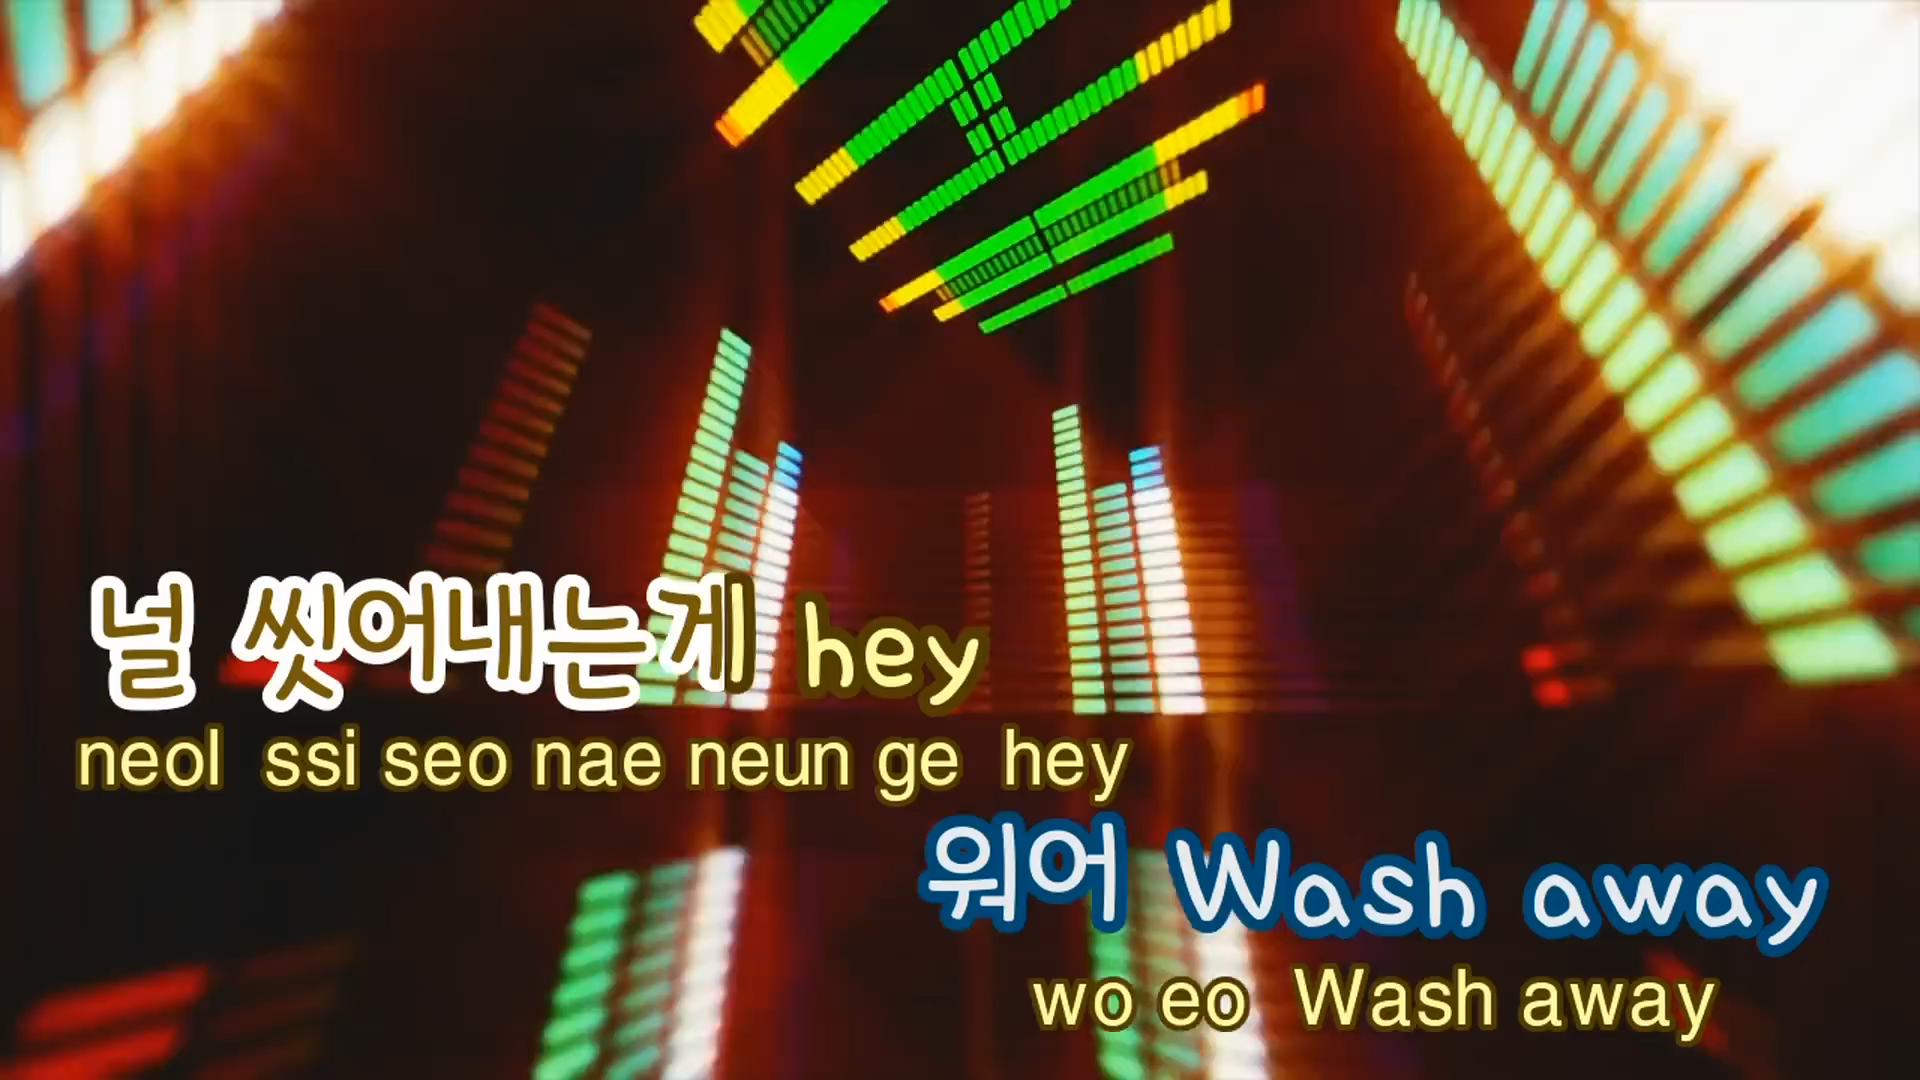 널 씻어내는게 hey
neol ssi seo nae neun ge hey
워어 Wash away
wo eo Wash away